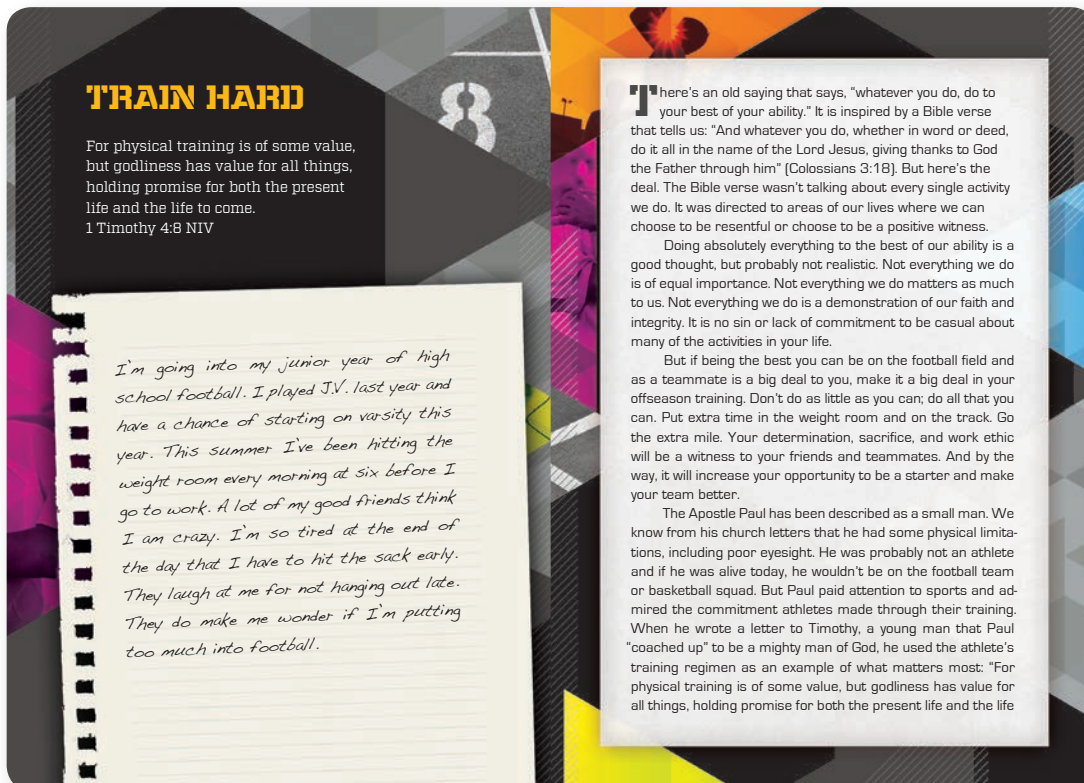 TRAIN HARD
For physical training is of some value,
but godliness has value for all things,
holding promise for both the present
life and the life to come.
1 Timothy 4:8 NIV
8
I'm going into my junior year of high
school football. I played J.V. last year and
have a chance of starting on varsity this
year. This summer I've been hitting the
weight room every morning at six before I
go to work. A lot of my good friends think
I am crazy. I'm so tired at the end of
the day that I have to hit the sack early.
They laugh at me for not hanging out late.
They do make me wonder if I'm putting
too much into football.
There's an old saying that says, "whatever you do, do to
your best of your ability." It is inspired by a Bible verse
that tells us: "And whatever you do, whether in word or deed,
do it all in the name of the Lord Jesus, giving thanks to God
the Father through him" (Colossians 3:18). But here's the
deal. The Bible verse wasn't talking about every single activity
we do. It was directed to areas of our lives where we can
choose to be resentful or choose to be a positive witness.
Doing absolutely everything to the best of our ability is a
good thought, but probably not realistic. Not everything we do
is of equal importance. Not everything we do matters as much
to us. Not everything we do is a demonstration of our faith and
integrity. It is no sin or lack of commitment to be casual about
many of the activities in your life.
But if being the best you can be on the football field and
as a teammate is a big deal to you, make it a big deal in your
offseason training. Don't do as little as you can; do all that you
can. Put extra time in the weight room and on the track. Go
the extra mile. Your determination, sacrifice, and work ethic
will be a witness to your friends and teammates. And by the
way, it will increase your opportunity to be a starter and make
your team better.
The Apostle Paul has been described as a small man. We
know from his church letters that he had some physical limita-
tions, including poor eyesight. He was probably not an athlete
and if he was alive today, he wouldn't be on the football team
or basketball squad. But Paul paid attention to sports and ad-
mired the commitment athletes made through their training.
When he wrote a letter to Timothy, a young man that Paul
"coached up" to be a mighty man of God, he used the athlete's
training regimen as an example of what matters most: "For
physical training is of some value, but godliness has value for
all things, holding promise for both the present life and the life